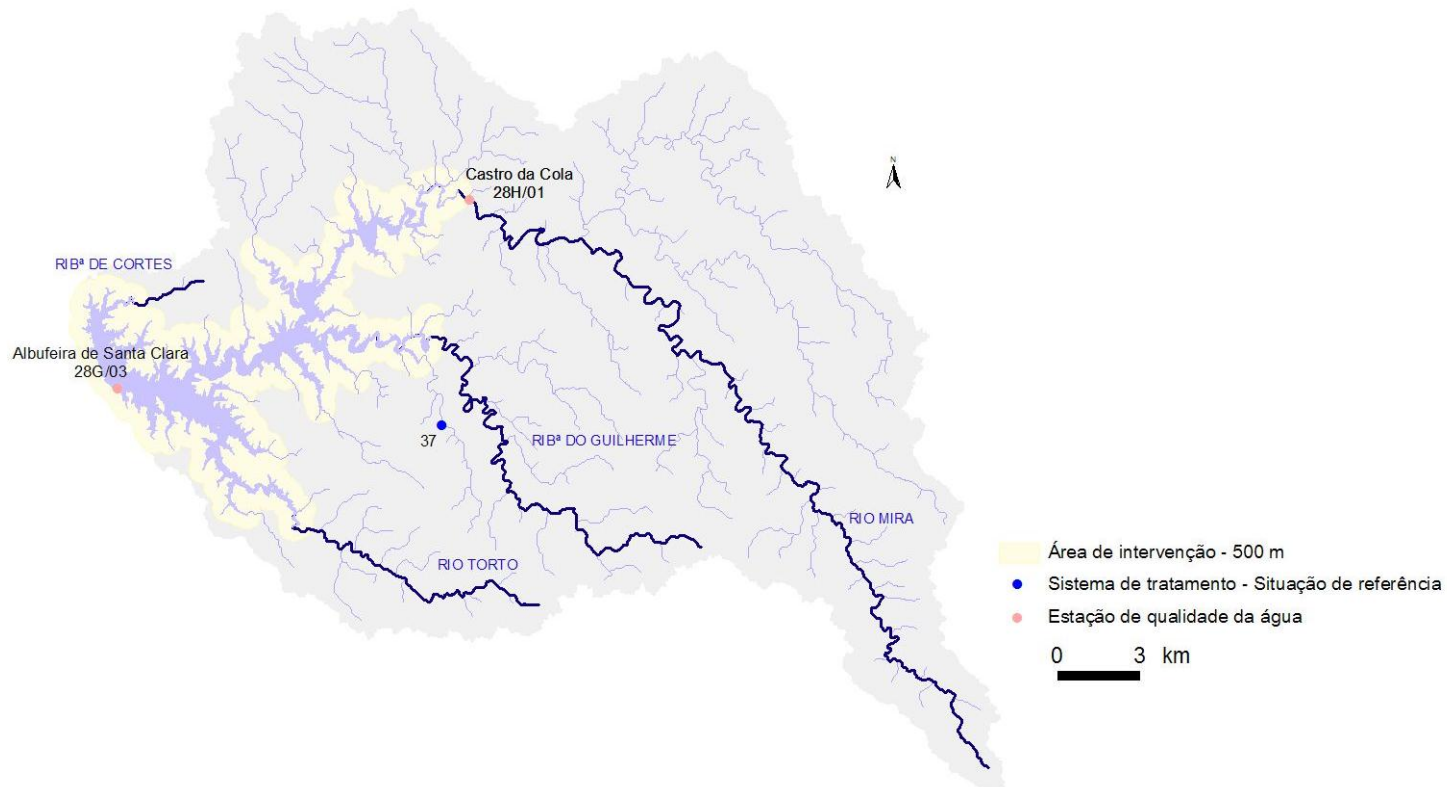 N
Castro da Cola
28H/01
RIBª DE CORTES
Albufeira de Santa Clara
28G/03
37
RIBª DO GUILHERME
RIO MIRA
RIO TORTO
Área de intervenção - 500 m
Sistema de tratamento - Situação de referência
Estação de qualidade da água
0 3 km